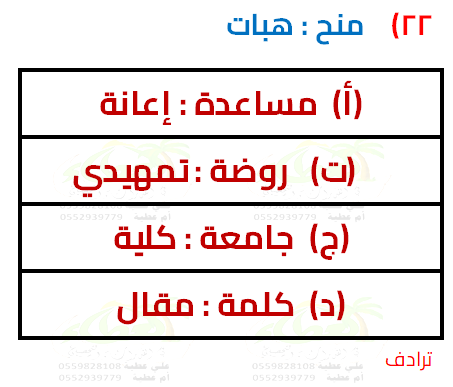 ٢٢) منح : هبات
(أ) مساعدة : إعانة
(ت) روضة : تمهيدي
(ج) جامعة : كلية
(د) كلمة : مقال
ترادف
علي عطية 0559828108
أم عطية 0552939779